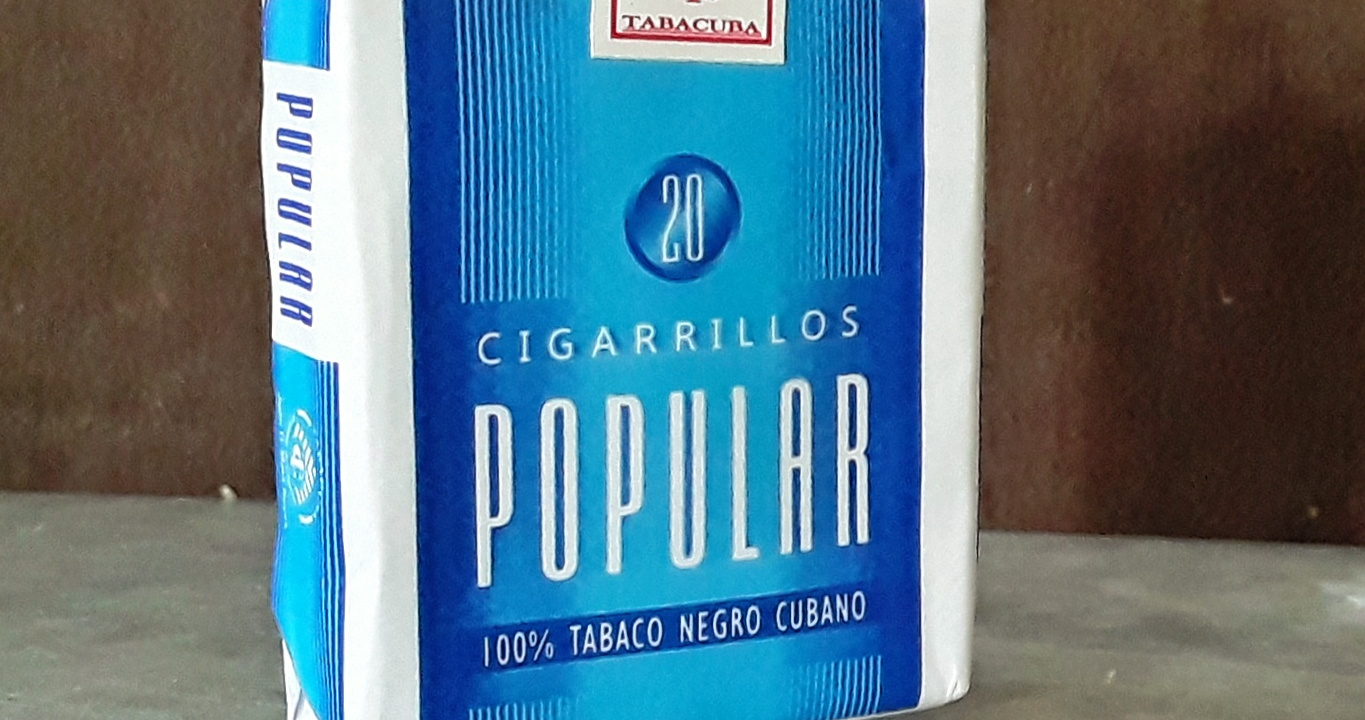 TABACUBA
20
CIGARRILLOS
POPULAR
100% TABACO NEGRO CUBANO
POPULAR